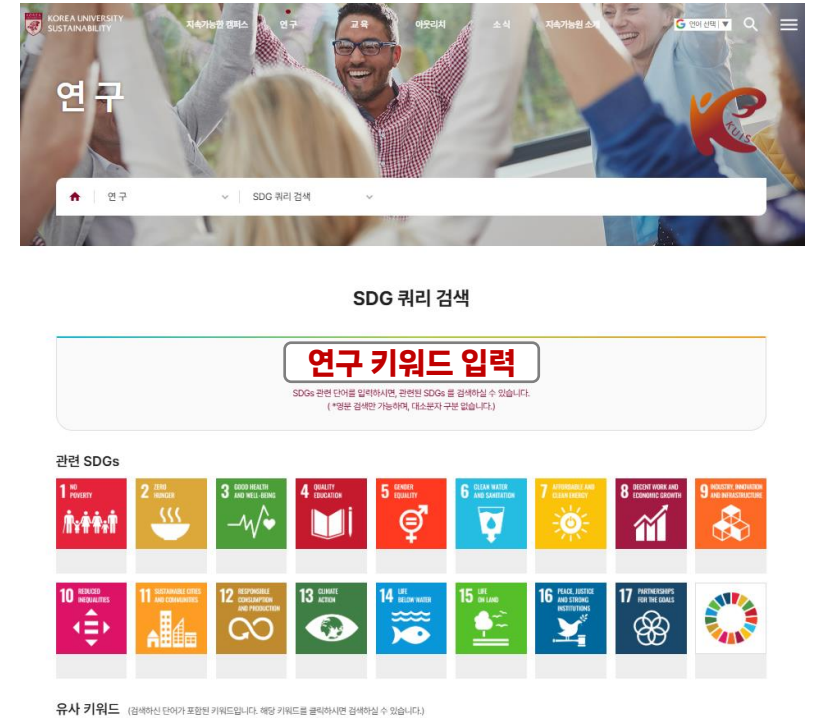 KOREA UNIVERSITY
SUSTAINABILITY
지속가능원 캠퍼스 연구 교육 아웃리치 소식 지속가능원 소개
언어 선택 ▼
연구
KUIS
연구 SDG 쿼리 검색
SDG 쿼리 검색
연구 키워드 입력
SDGs 관련 단어를 입력하시면, 관련된 SDGs 를 검색하실 수 있습니다.
( *영문 검색만 가능하며, 대소문자 구분 없습니다.)
관련 SDGs
1 NO POVERTY
2 ZERO HUNGER
3 GOOD HEALTH AND WELL-BEING
4 QUALITY EDUCATION
5 GENDER EQUALITY
6 CLEAN WATER AND SANITATION
7 AFFORDABLE AND CLEAN ENERGY
8 DECENT WORK AND ECONOMIC GROWTH
9 INDUSTRY, INNOVATION AND INFRASTRUCTURE
10 REDUCED INEQUALITIES
11 SUSTAINABLE CITIES AND COMMUNITIES
12 RESPONSIBLE CONSUMPTION AND PRODUCTION
13 CLIMATE ACTION
14 LIFE BELOW WATER
15 LIFE ON LAND
16 PEACE, JUSTICE AND STRONG INSTITUTIONS
17 PARTNERSHIPS FOR THE GOALS
유사 키워드 (검색하신 단어가 포함된 키워드입니다. 해당 키워드를 클릭하시면 검색하실 수 있습니다.)